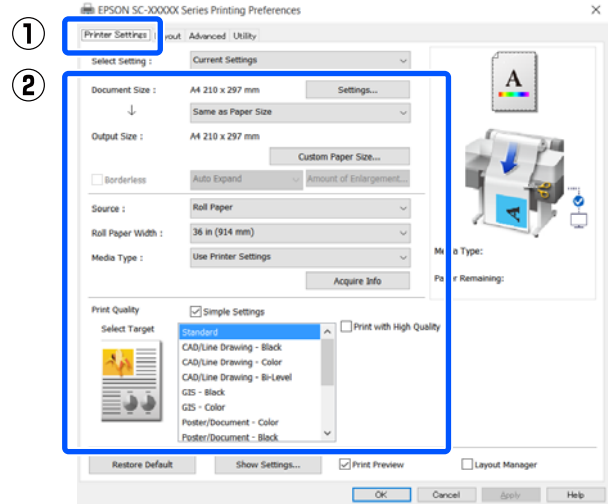 EPSON SC-XXXXX Series Printing Preferences
1
Printer Settings yout Advanced Utility
2
Select Setting : Current Settings
Document Size : A4 210 x 297 mm Settings...
↓ Same as Paper Size
Output Size : A4 210 x 297 mm
Custom Paper Size...
Borderless Auto Expand Amount of Enlargement...
Source : Roll Paper
Roll Paper Width : 36 in (914 mm)
Media Type : Use Printer Settings
Acquire Info
Print Quality Simple Settings
Select Target Standard
Print with High Quality
CAD/Line Drawing - Black
CAD/Line Drawing - Color
CAD/Line Drawing - Bi-Level
GIS - Black
GIS - Color
Poster/Document - Color
Poster/Document - Black
A
A
Type:
Remaining:
Restore Default Show Settings... Print Preview Layout Manager
OK Cancel Apply Help